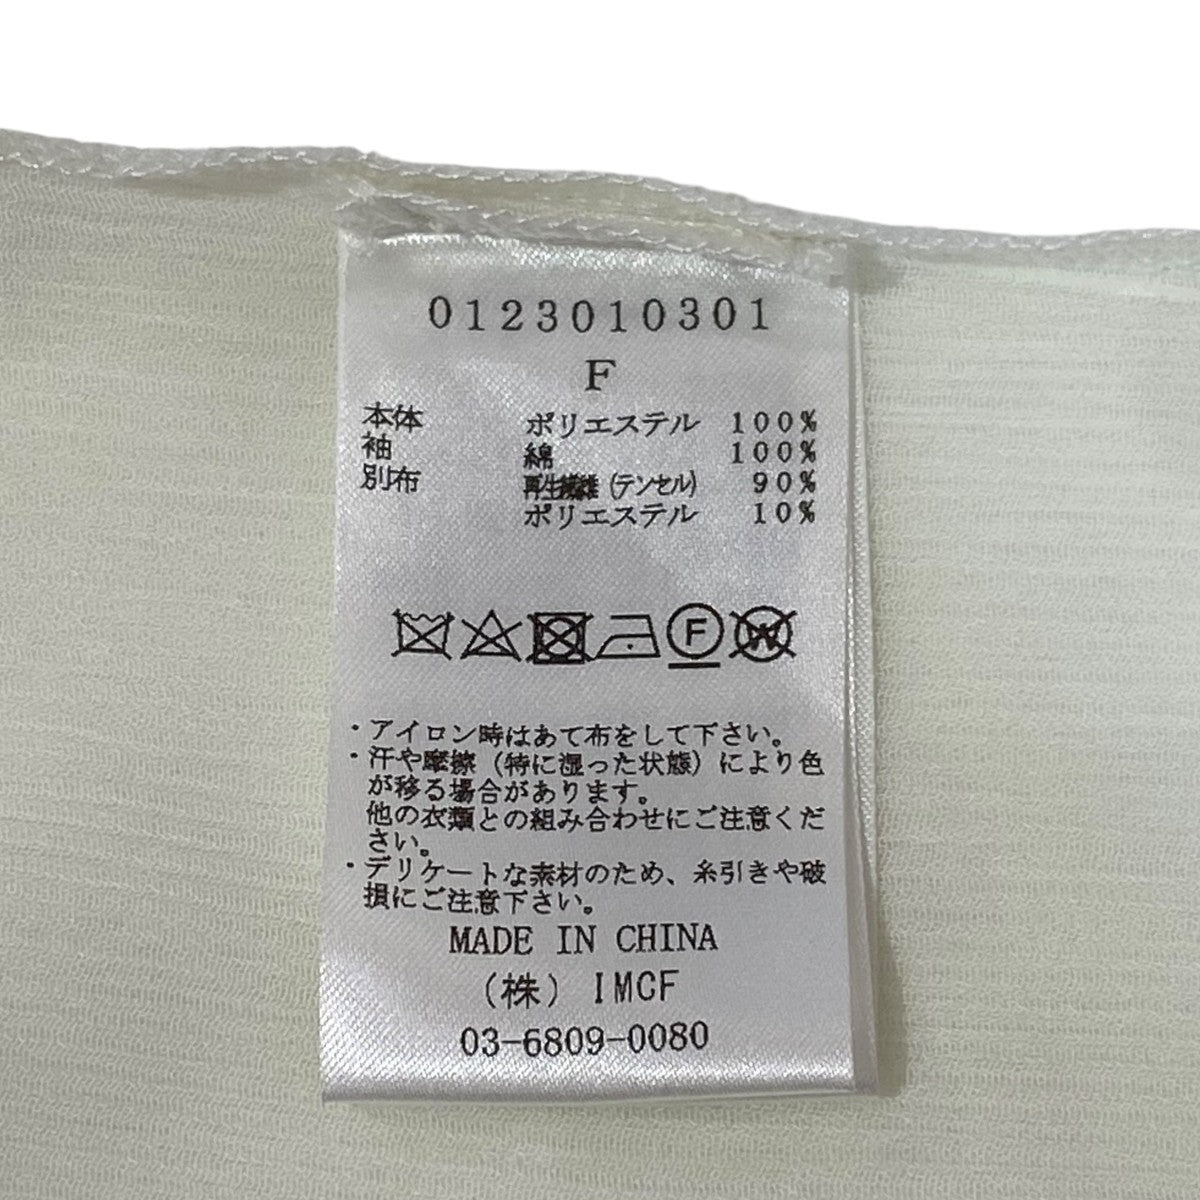 0123010301
F
本体 ポリエステル 100%
袖 綿 100%
別布 再生繊維(テンセル) 90%
ポリエステル 10%
F W
・アイロン時はあて布をして下さい。
・汗や摩擦(特に湿った状態)により色
が移る場合があります。
他の衣類との組み合わせにご注意くだ
さい。
・デリケートな素材のため、糸引きや破
損にご注意下さい。
MADE IN CHINA
(株)IMCF
03-6809-0080